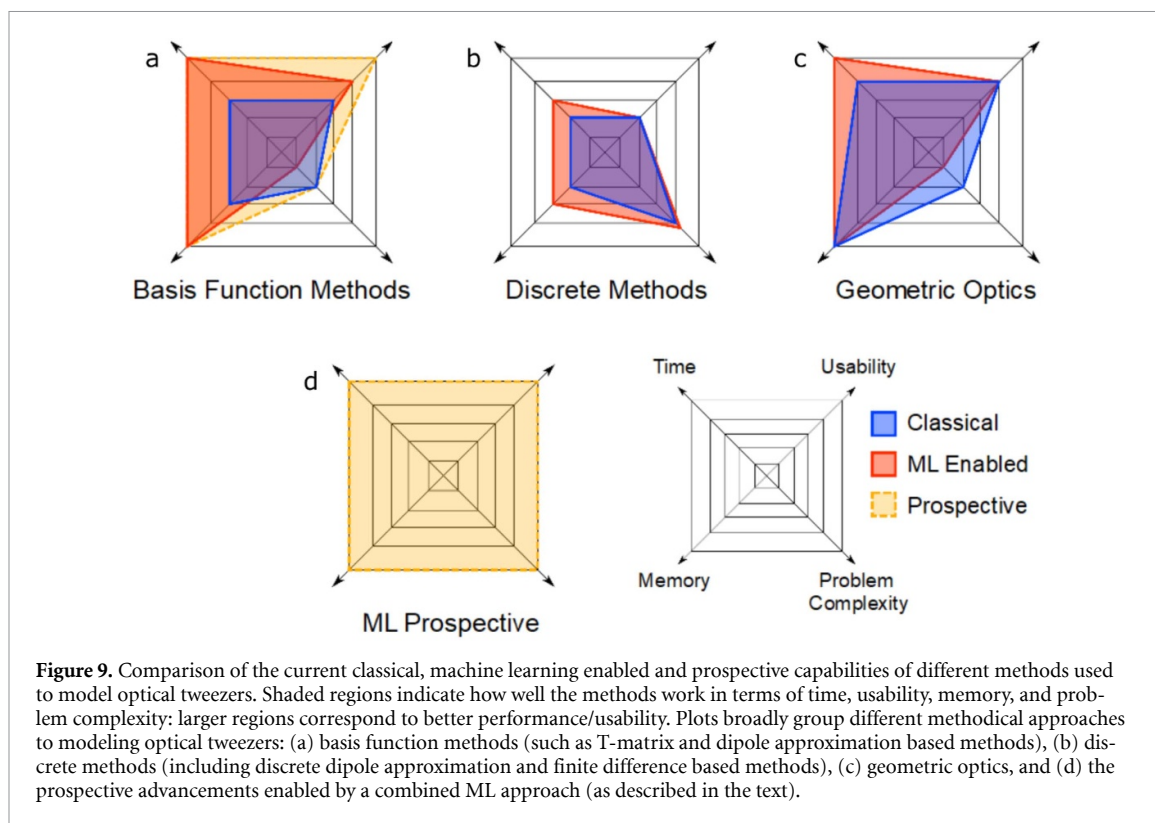 a
b
c
Basis Function Methods
Discrete Methods
Geometric Optics
d
ML Prospective
Time
Usability
Memory
Problem
Complexity
Classical
ML Enabled
Prospective
Figure 9. Comparison of the current classical, machine learning enabled and prospective capabilities of different methods used
to model optical tweezers. Shaded regions indicate how well the methods work in terms of time, usability, memory, and prob-
lem complexity: larger regions correspond to better performance/usability. Plots broadly group different methodical approaches
to modeling optical tweezers: (a) basis function methods (such as T-matrix and dipole approximation based methods), (b) dis-
crete methods (including discrete dipole approximation and finite difference based methods), (c) geometric optics, and (d) the
prospective advancements enabled by a combined ML approach (as described in the text).